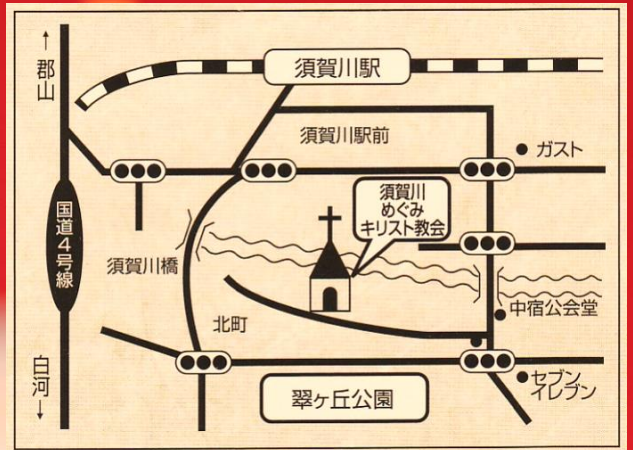 ↑
郡山
須賀川駅
須賀川駅前
ガスト
須賀川
めぐみ
キリスト教会
国道4号線
須賀川橋
中宿公会堂
北町
白河
↓
翠ヶ丘公園
セブン
イレブン